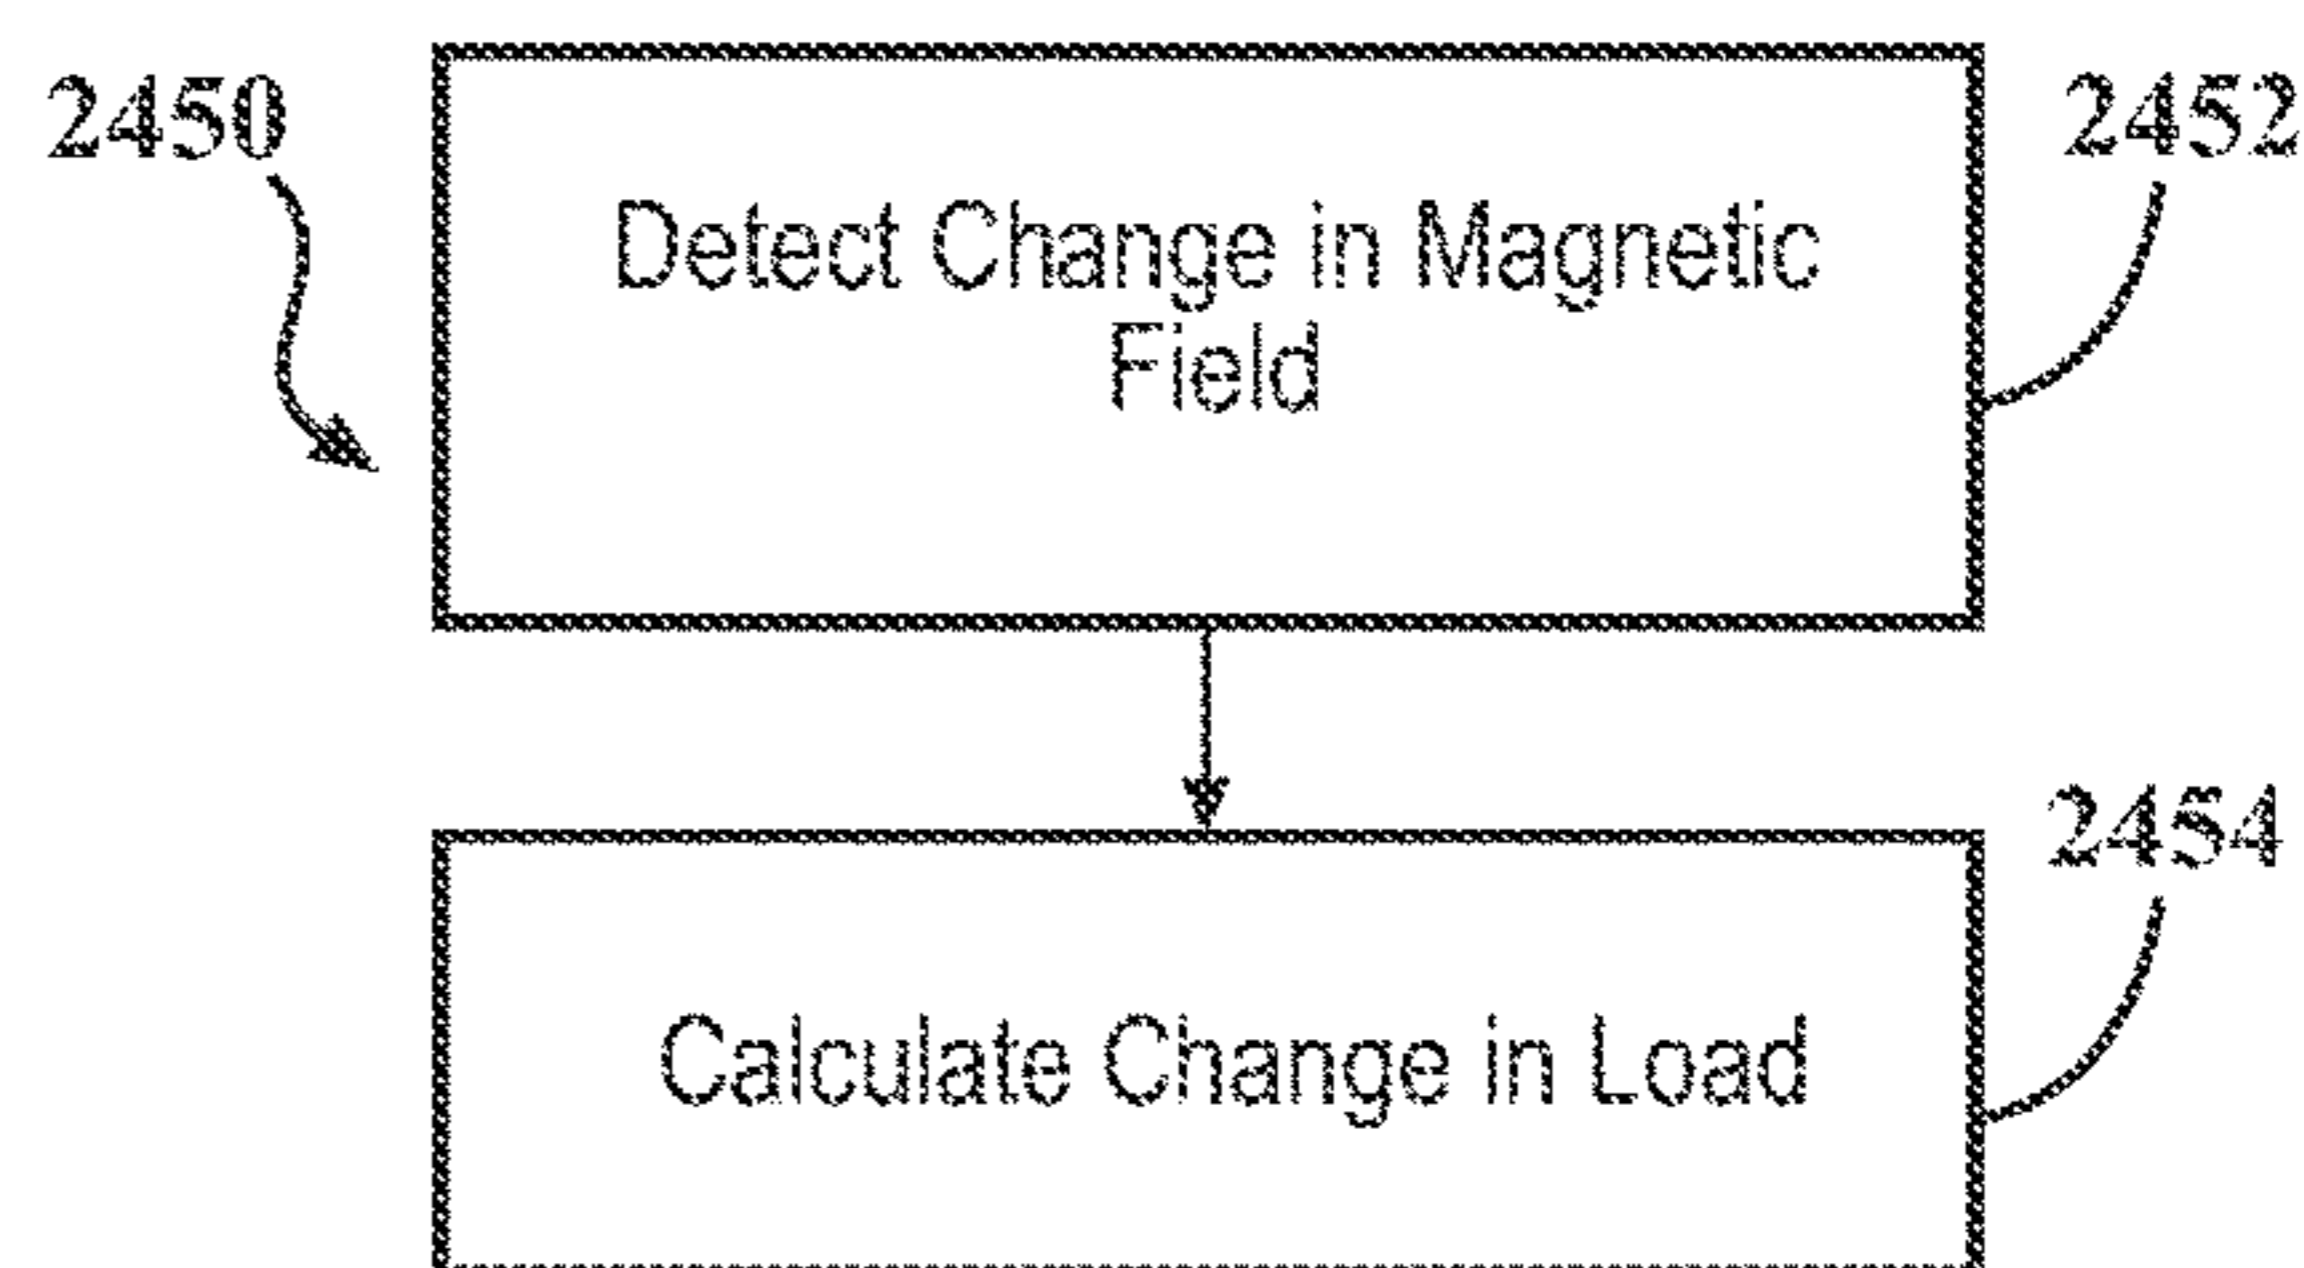 2450
2452
Detect Change in Magnetic
Field
2454
Calculate Change in Load